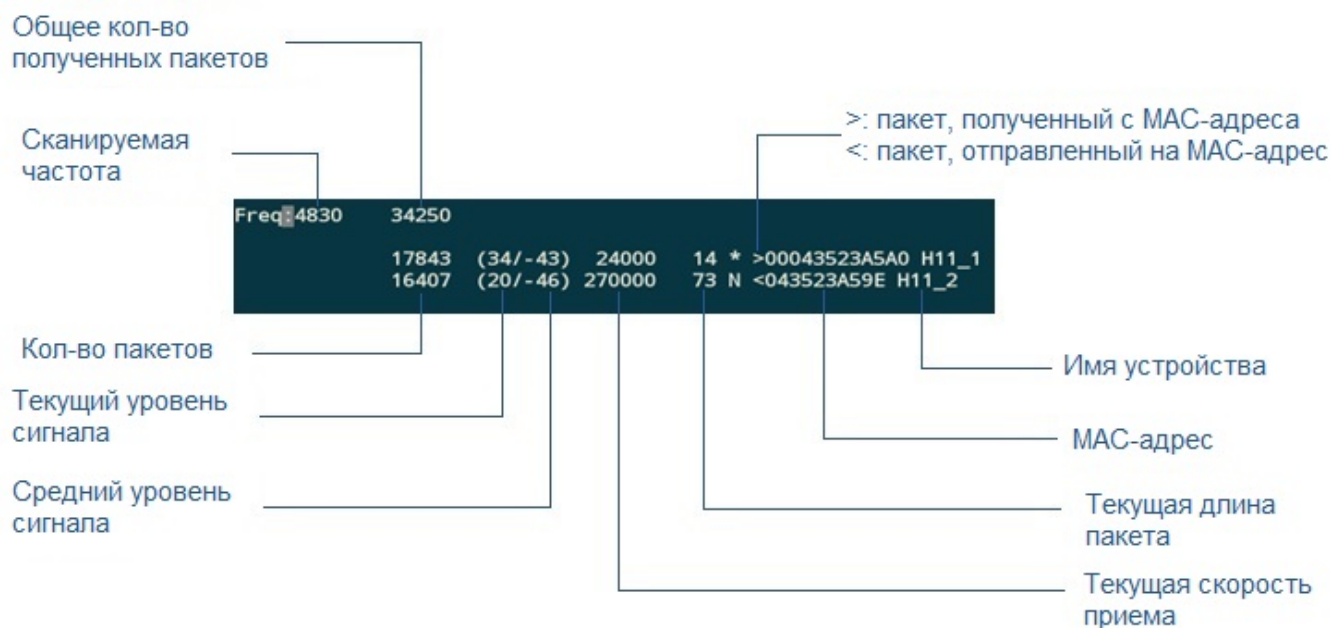 Общее кол-во
полученных пакетов
Сканируемая
частота
>: пакет, полученный с MAC-адреса
<: пакет, отправленный на MAC-адрес
Freq:4830 34250
17843 (34/-43) 24000 14 * >00043523A5A0 H11_1
16407 (20/-46) 270000 73 N <043523A59E H11_2
Кол-во пакетов
Имя устройства
Текущий уровень
сигнала
MAC-адрес
Средний уровень
сигнала
Текущая длина
пакета
Текущая скорость
приема